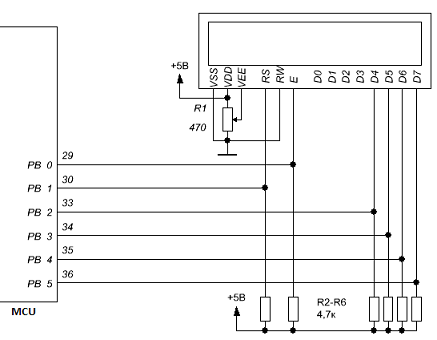 VSS VDD VEE RS RW E D0 D1 D2 D3 D4 D5 D6 D7
+5В
R1
470
PB 0 29
PB 1 30
PB 2 33
PB 3 34
PB 4 35
PB 5 36
MCU
+5В
R2-R6
4,7к